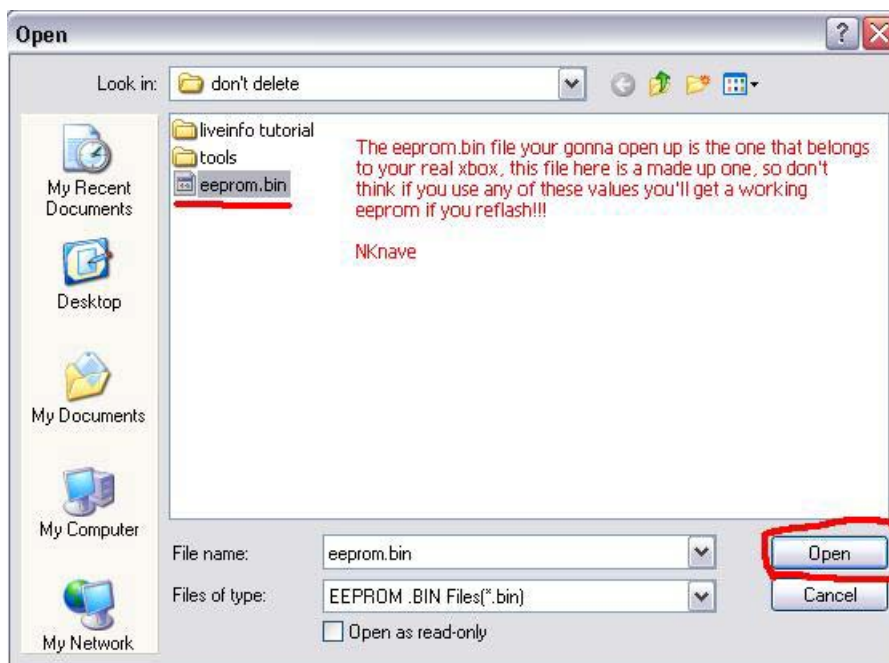 Open
Look in:
don't delete
liveinfo tutorial
tools
eeprom.bin
The eeprom.bin file your gonna open up is the one that belongs
to your real xbox, this file here is a made up one, so don't
think if you use any of these values you'll get a working
eeprom if you reflash!!!
NKnave
My Recent
Documents
Desktop
My Documents
My Computer
My Network
File name:
eeprom.bin
Open
Files of type:
EEPROM .BIN Files(*.bin)
Cancel
Open as read-only